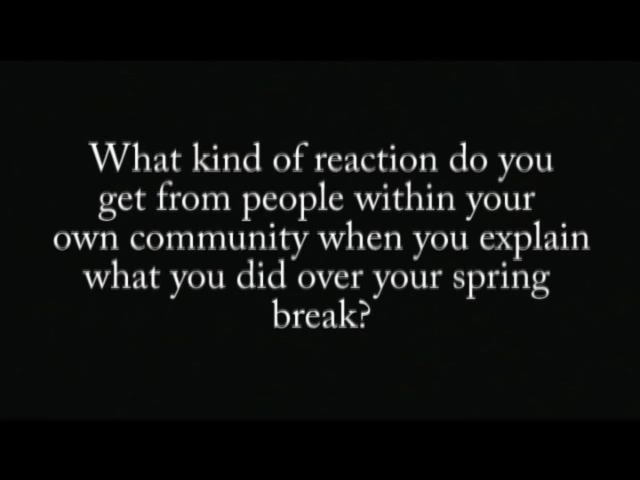 What kind of reaction do you
get from people within your
own community when you explain
what you did over your spring
break?